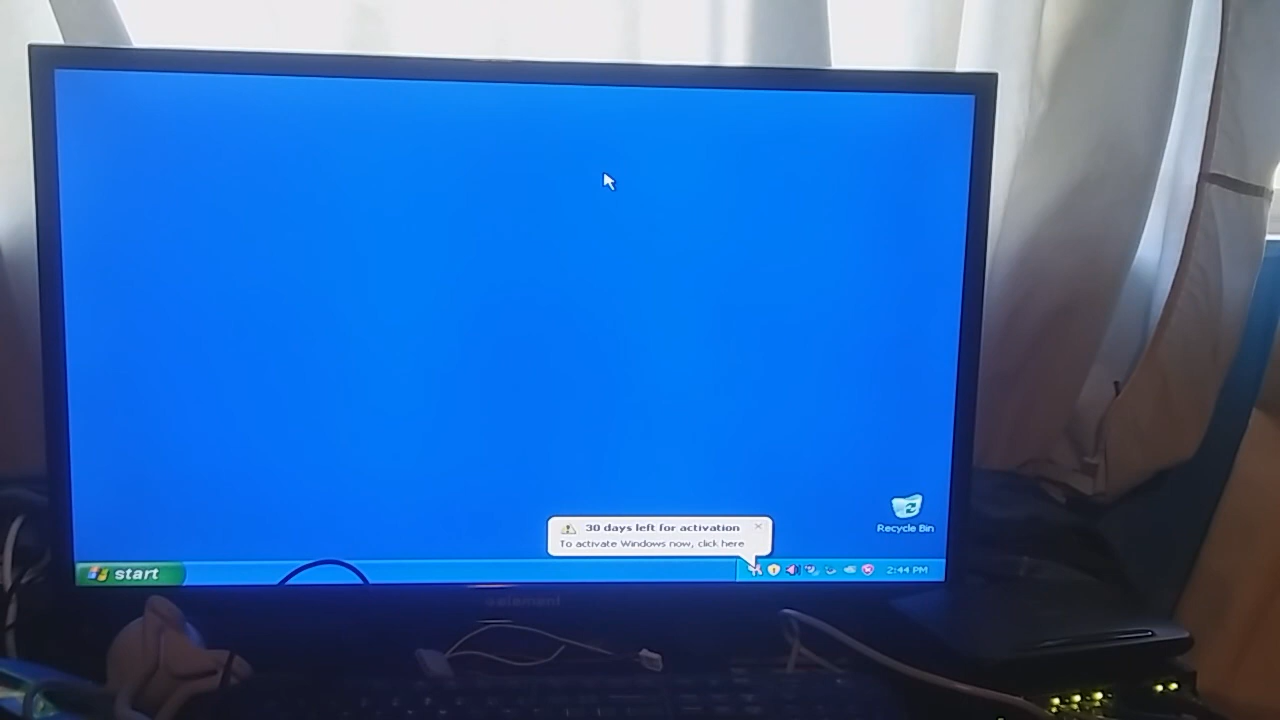 30 days left for activation
To activate Windows now, click here
Recycle Bin
start
2:44 PM